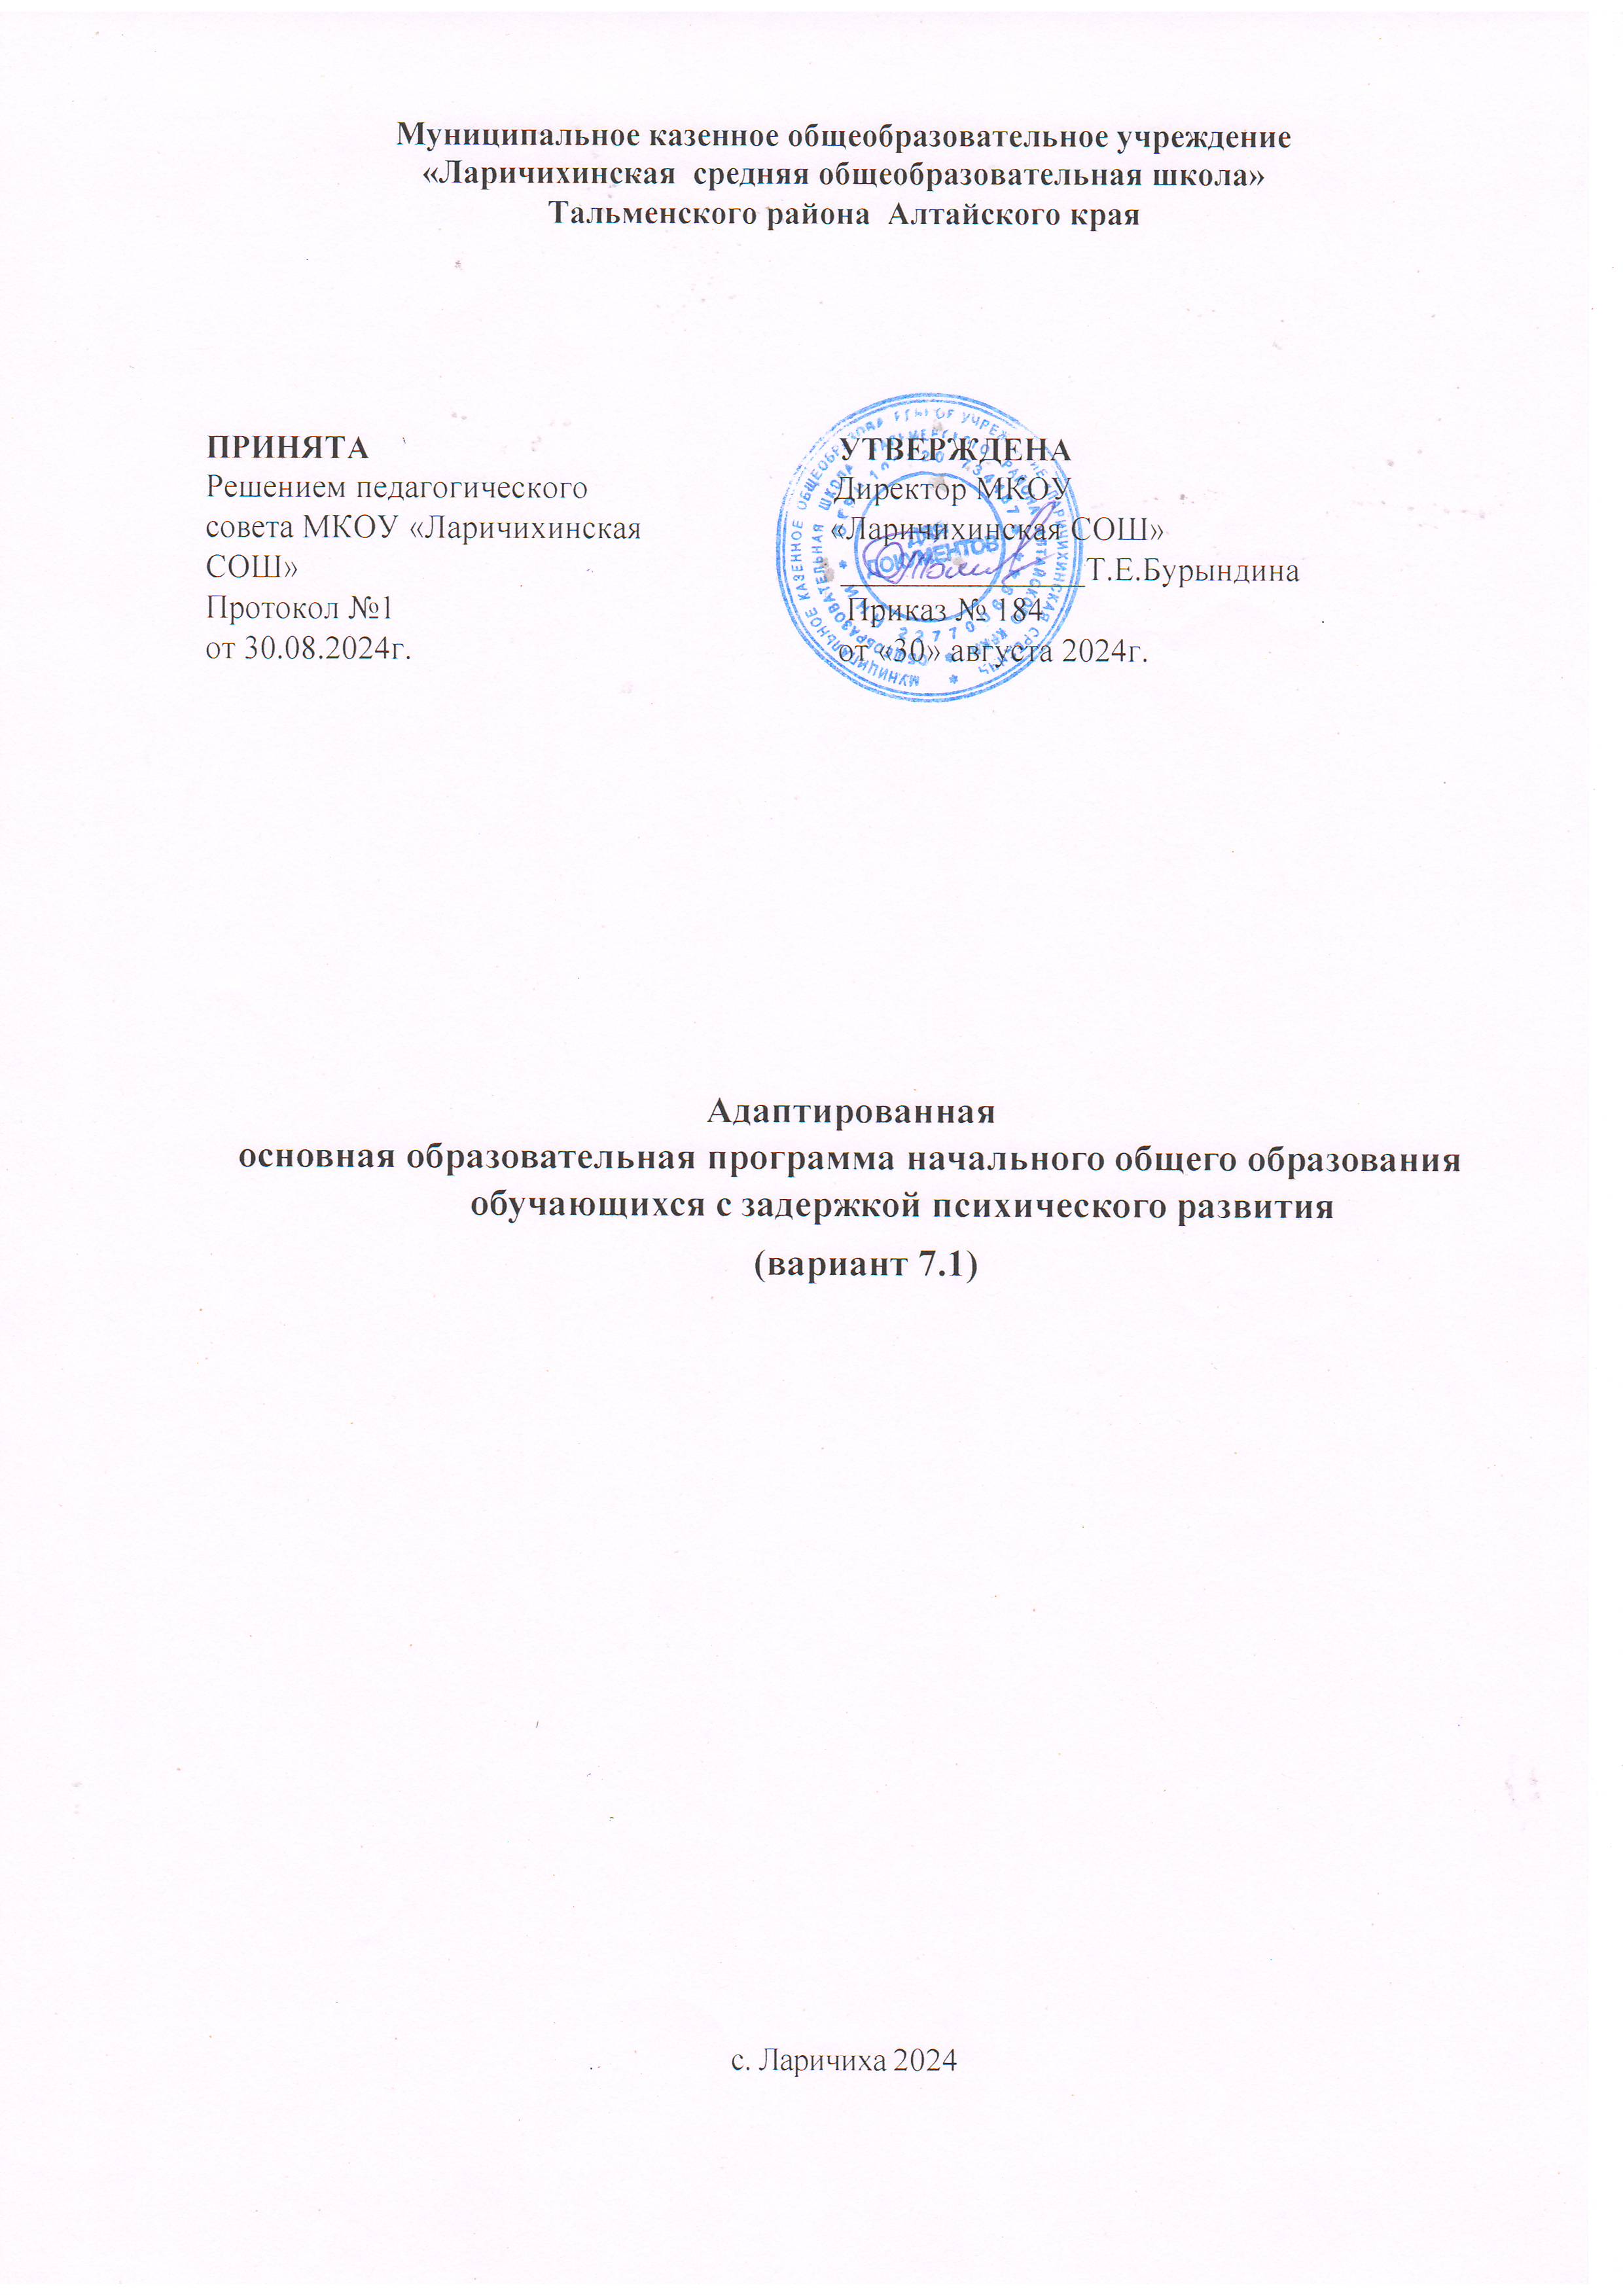 Муниципальное казенное общеобразовательное учреждение
«Ларичихинская средняя общеобразовательная школа»
Тальменского района Алтайского края
ПРИНЯТА
Решением педагогического
совета МКОУ «Ларичихинская
СОШ»
Протокол №1
от 30.08.2024г.
УТВЕРЖДЕНА
Директор МКОУ
«Ларичихинская СОШ»
Т.Е.Бурындина
Приказ № 184
от «30» августа 2024г.
ДЛЯ
ДОКУМЕНТОВ
Адаптированная
основная образовательная программа начального общего образования
обучающихся с задержкой психического развития
(вариант 7.1)
с. Ларичиха 2024